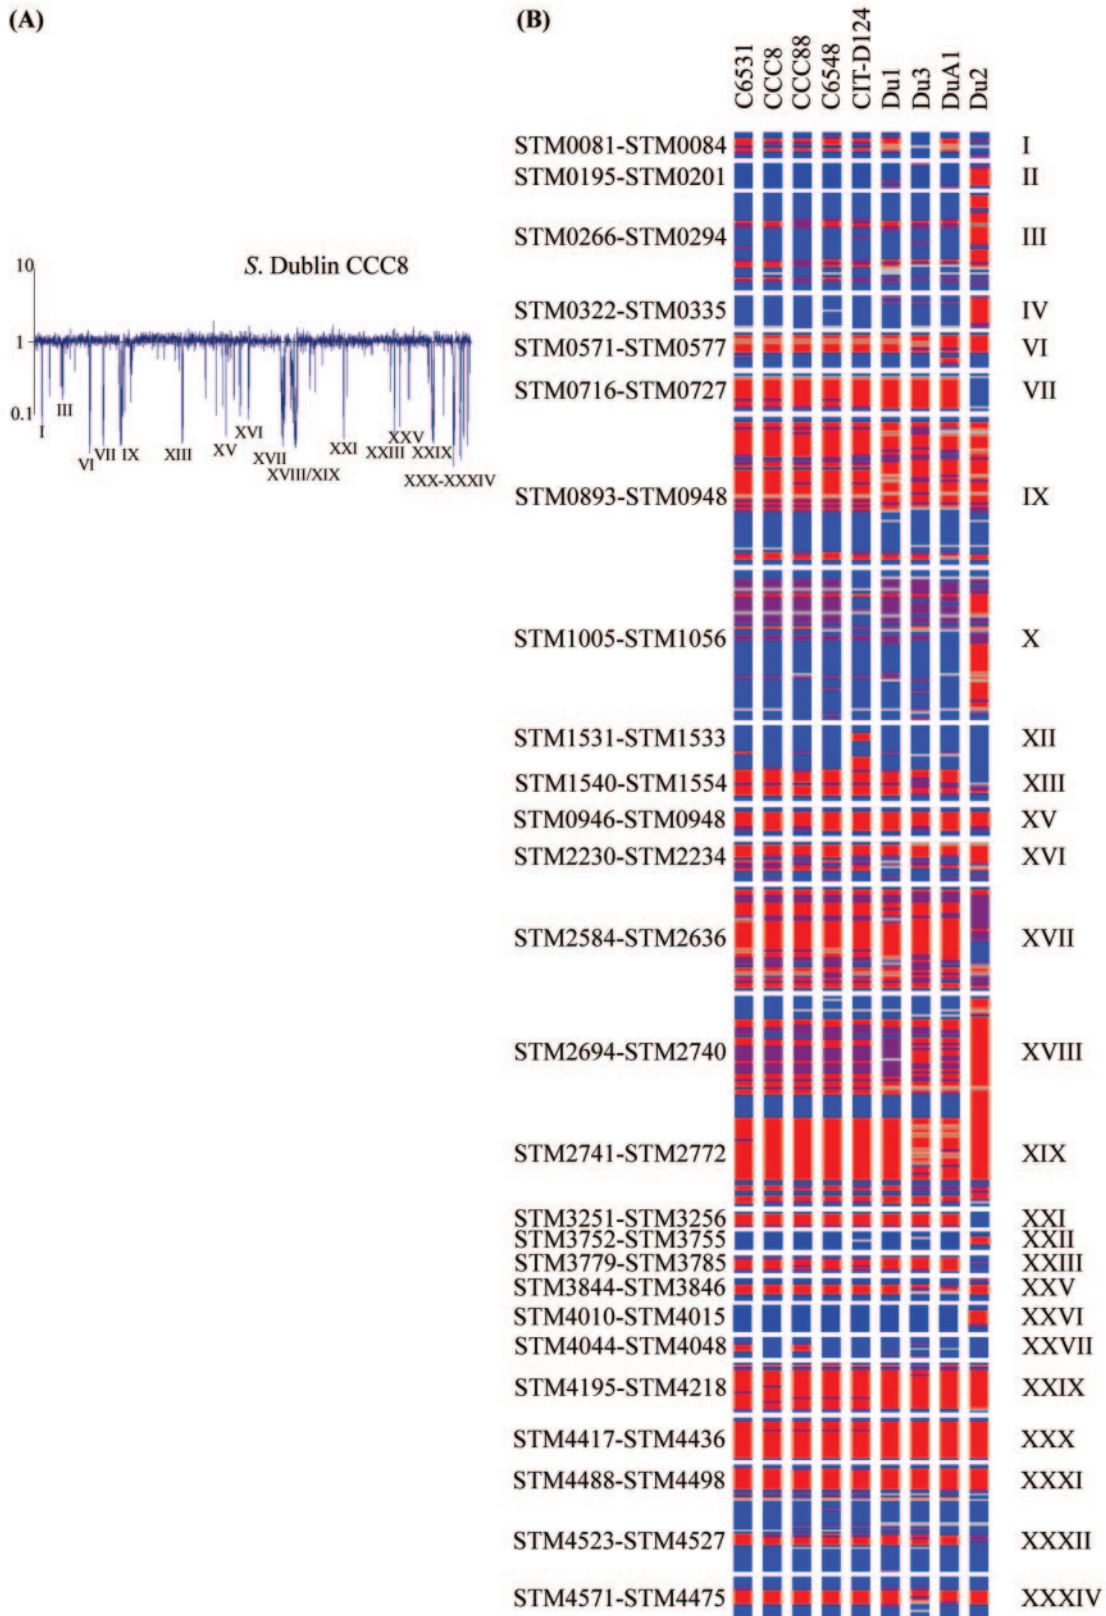 (A)
S. Dublin CCC8
10
1
0.1
I
III
VI
VII
IX
XIII
XV
XVI
XVII
XVIII/XIX
XXI
XXIII
XXV
XXIX
XXX-XXXIV
(B)
C6531
CCC8
CCC88
C6548
CIT-D124
Du1
Du3
DuA1
Du2
STM0081-STM0084 I
STM0195-STM0201 II
STM0266-STM0294 III
STM0322-STM0335 IV
STM0571-STM0577 VI
STM0716-STM0727 VII
STM0893-STM0948 IX
STM1005-STM1056 X
STM1531-STM1533 XII
STM1540-STM1554 XIII
STM0946-STM0948 XV
STM2230-STM2234 XVI
STM2584-STM2636 XVII
STM2694-STM2740 XVIII
STM2741-STM2772 XIX
STM3251-STM3256 XXI
STM3752-STM3755 XXII
STM3779-STM3785 XXIII
STM3844-STM3846 XXV
STM4010-STM4015 XXVI
STM4044-STM4048 XXVII
STM4195-STM4218 XXIX
STM4417-STM4436 XXX
STM4488-STM4498 XXXI
STM4523-STM4527 XXXII
STM4571-STM4475 XXXIV